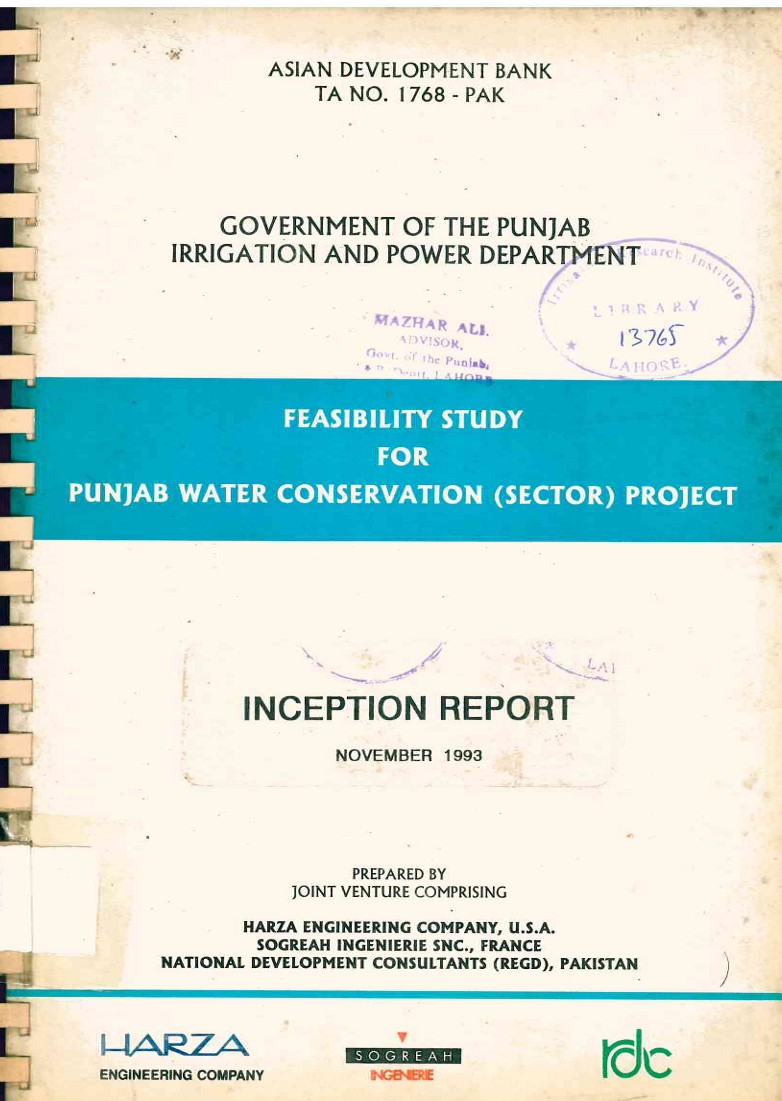 ASIAN DEVELOPMENT BANK
TA NO. 1768 - PAK
GOVERNMENT OF THE PUNJAB
IRRIGATION AND POWER DEPARTMENT
Research Institute
LIBRARY
13765
LAHORE.
MAZHAR ALI.
ADVISOR,
Govt. of the Punjab,
LAHORE
FEASIBILITY STUDY
FOR
PUNJAB WATER CONSERVATION (SECTOR) PROJECT
INCEPTION REPORT
NOVEMBER 1993
PREPARED BY
JOINT VENTURE COMPRISING
HARZA ENGINEERING COMPANY, U.S.A.
SOGREAH INGENIERIE SNC., FRANCE
NATIONAL DEVELOPMENT CONSULTANTS (REGD), PAKISTAN
HARZA
ENGINEERING COMPANY
SOGREAH
INGENIERIE